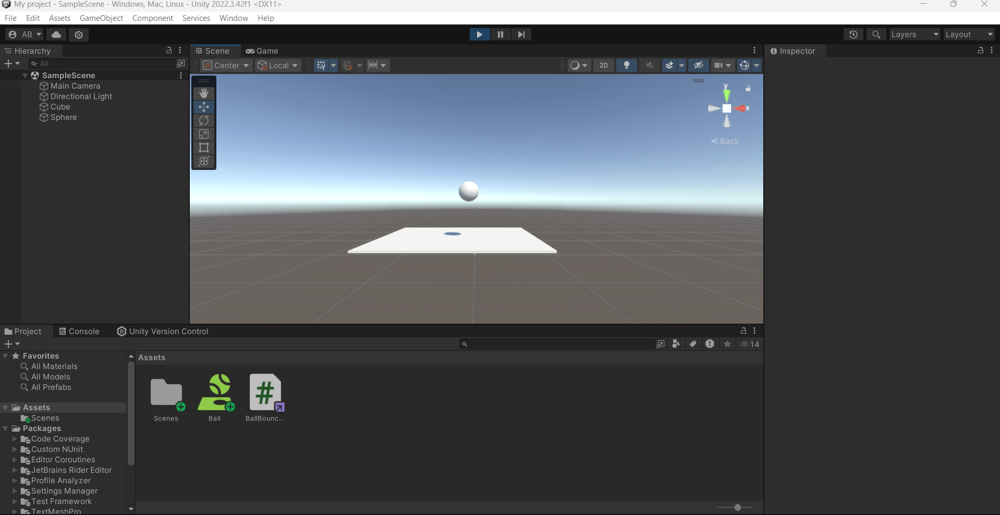 My project - SampleScene - Windows, Mac, Linux - Unity 2022.3.42f1 <DX11>
File Edit Assets GameObject Component Services Window Help
AB Layers Layout
Hierarchy
All
SampleScene
Main Camera
Directional Light
Cube
Sphere
Scene Game
Center Local 2D
y
x
Back
Inspector
Project Console Unity Version Control
14
Favorites
All Materials
All Models
All Prefabs
Assets
Scenes
Packages
Code Coverage
Custom NUnit
Editor Coroutines
JetBrains Rider Editor
Profile Analyzer
Settings Manager
Test Framework
TextMeshPro
Assets
Scenes Ball BallBounc...